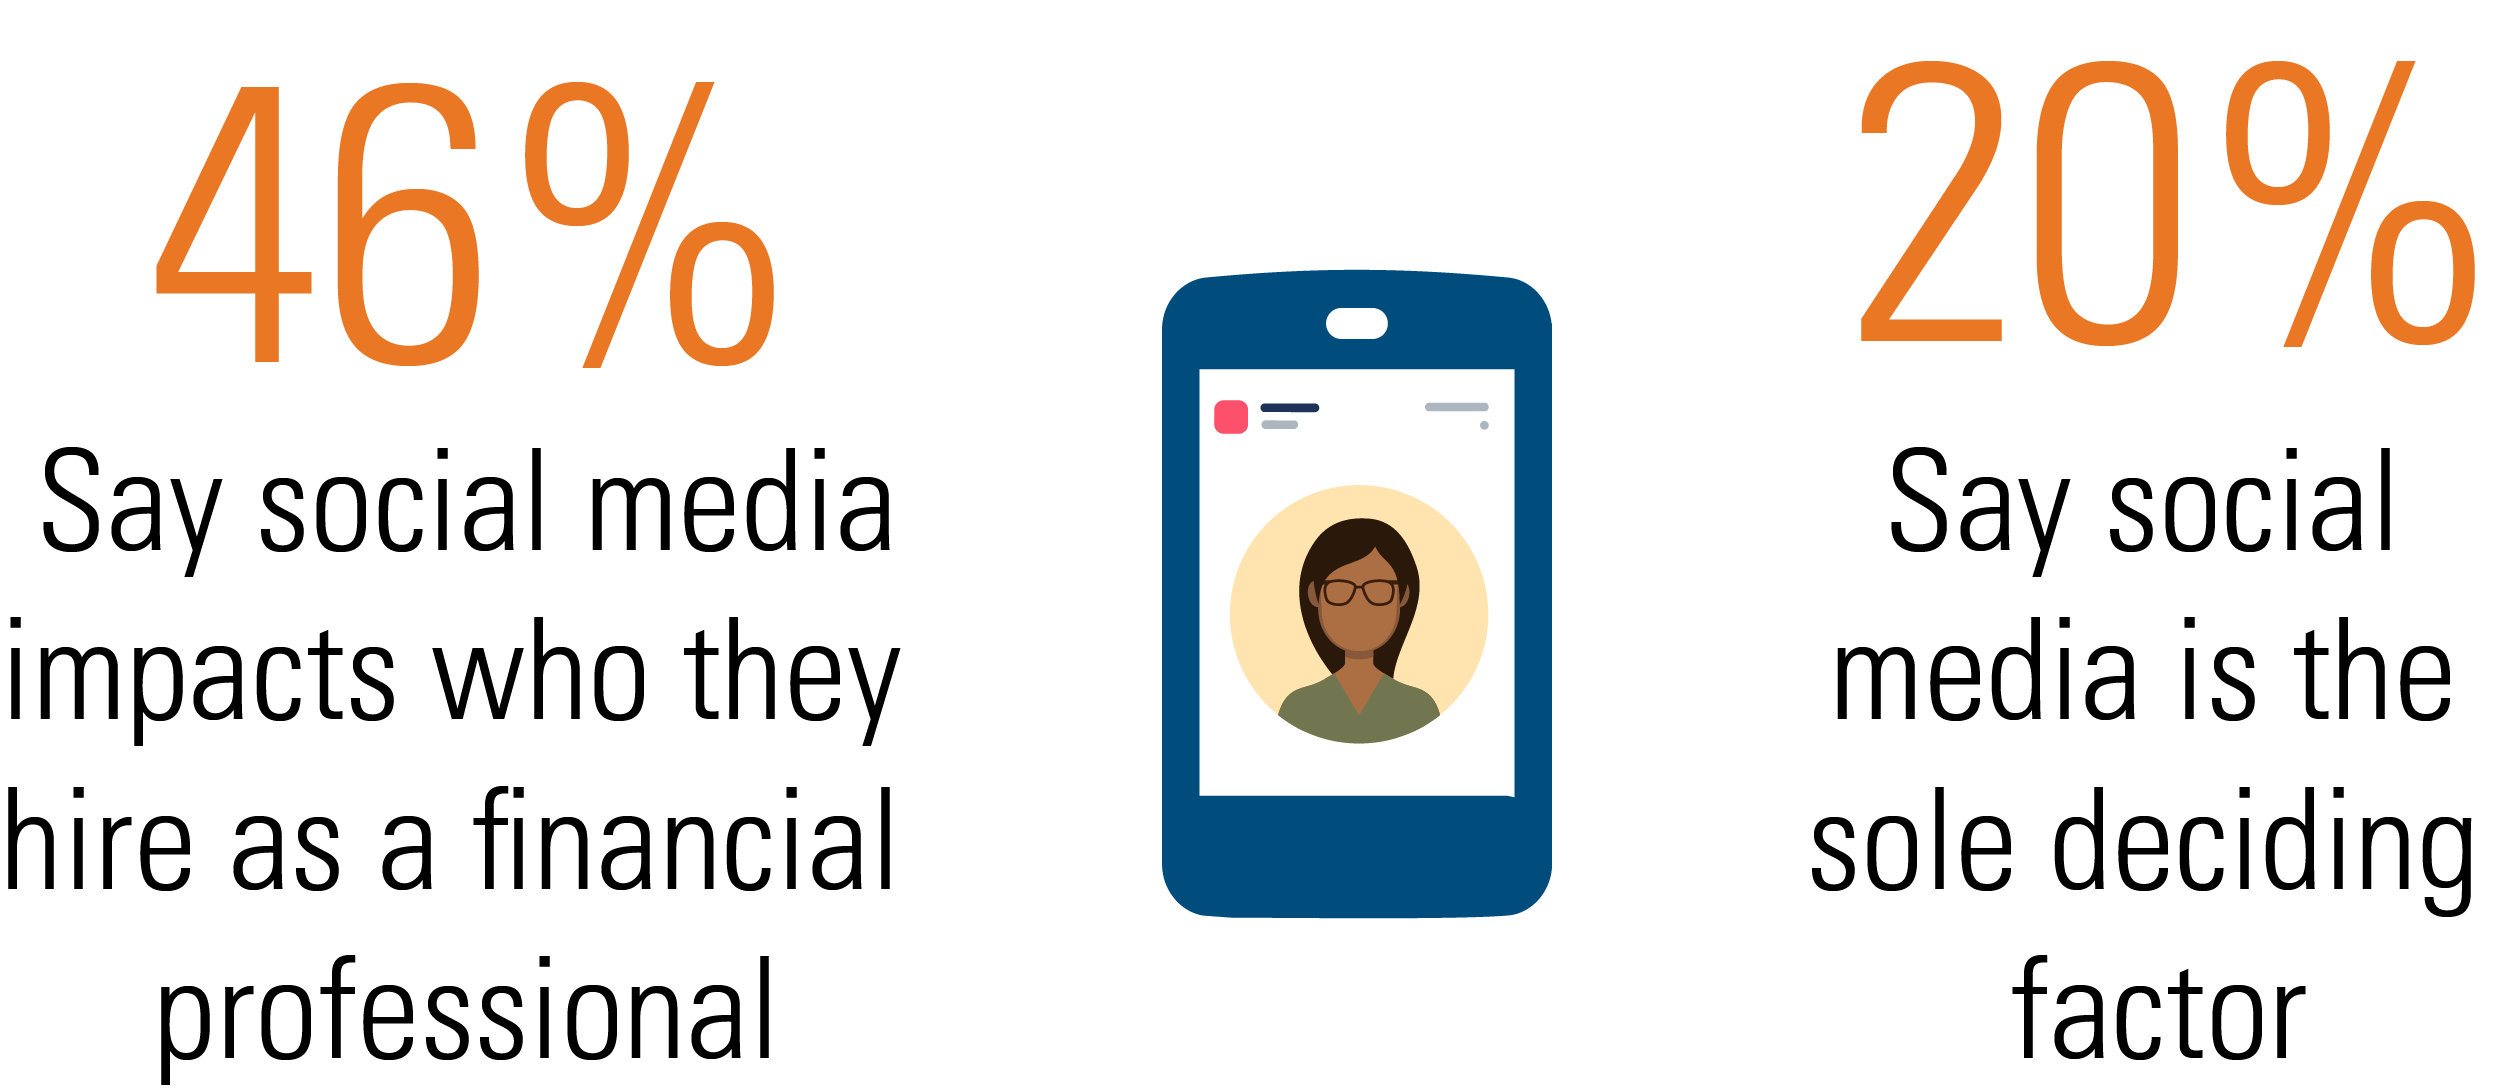 46%
Say social media
impacts who they
hire as a financial
professional
20%
Say social
media is the
sole deciding
factor